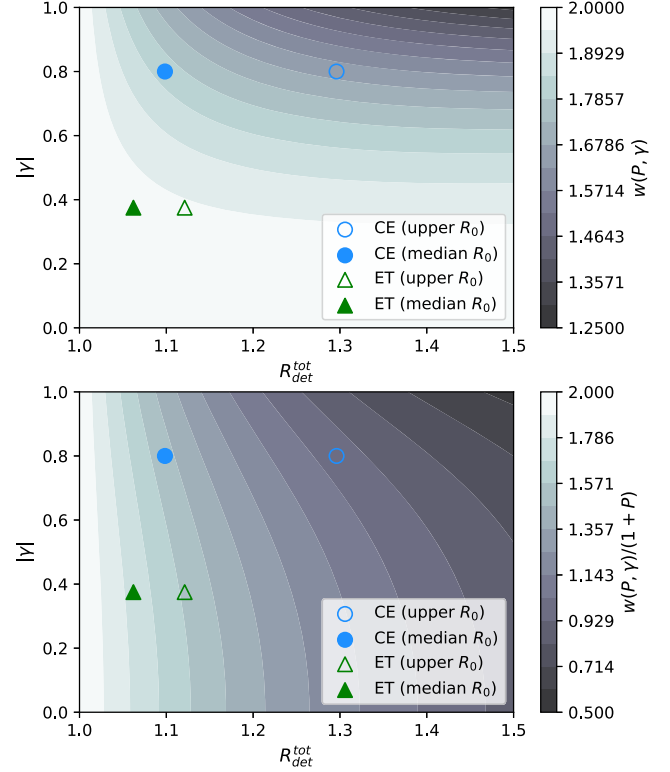 1.0
0.8
0.6
0.4
0.2
0.0
|γ|
1.0 1.1 1.2 1.3 1.4 1.5
R_{det}^{tot}
CE (upper R_0)
CE (median R_0)
ET (upper R_0)
ET (median R_0)
2.0000
1.8929
1.7857
1.6786
1.5714
1.4643
1.3571
1.2500
w(P, γ)
1.0
0.8
0.6
0.4
0.2
0.0
|γ|
1.0 1.1 1.2 1.3 1.4 1.5
R_{det}^{tot}
CE (upper R_0)
CE (median R_0)
ET (upper R_0)
ET (median R_0)
2.000
1.786
1.571
1.357
1.143
0.929
0.714
0.500
w(P, γ)/(1 + P)